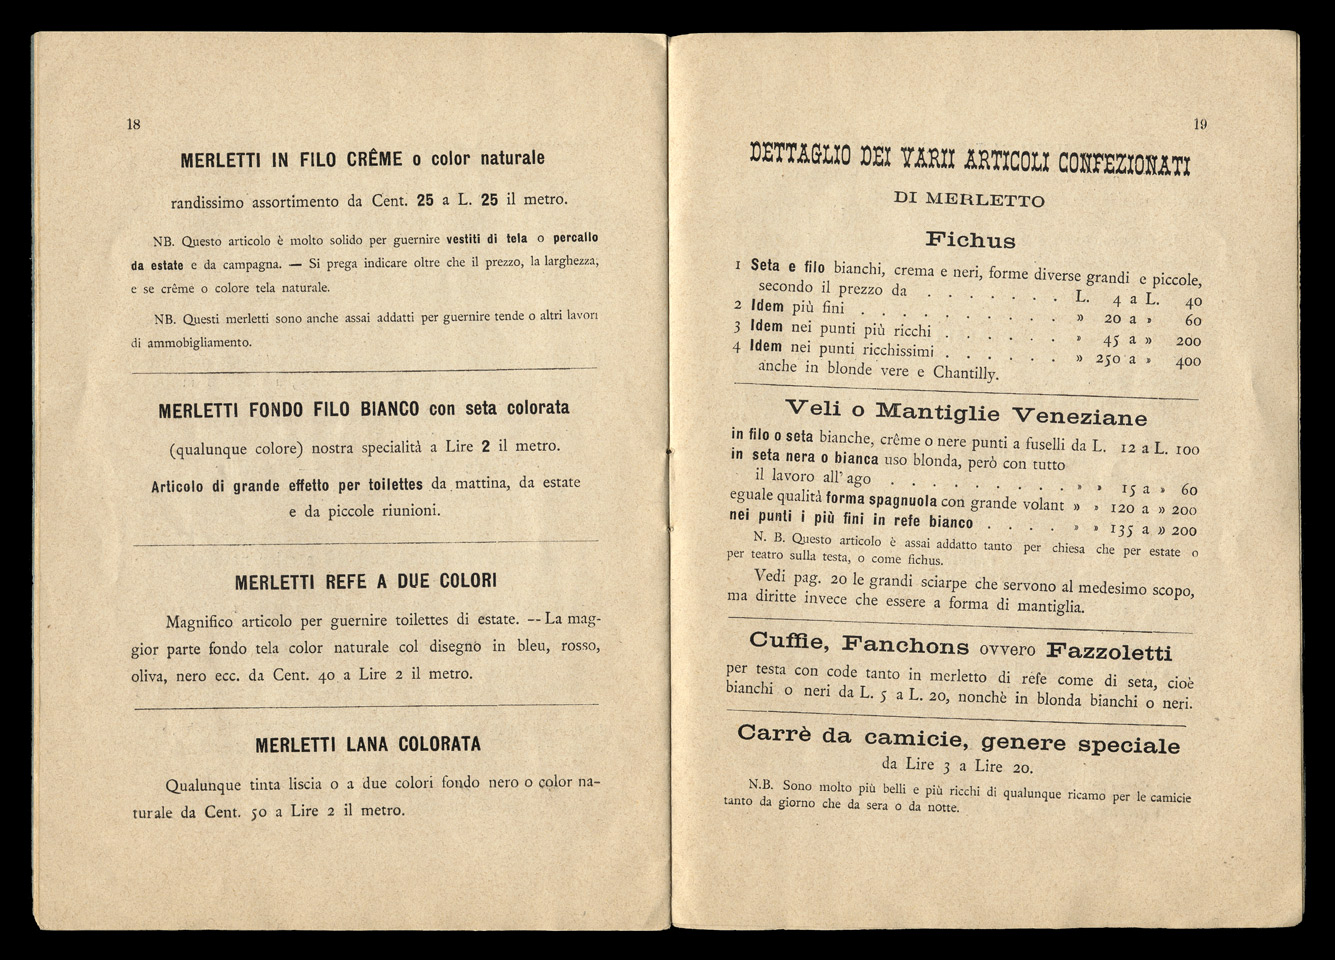 18
MERLETTI IN FILO CRÊME o color naturale
randissimo assortimento da Cent. 25 a L. 25 il metro.
NB. Questo articolo è molto solido per guernire vestiti di tela o percallo
da estate e da campagna. — Si prega indicare oltre che il prezzo, la larghezza,
e se crême o colore tela naturale.
NB. Questi merletti sono anche assai addatti per guernire tende o altri lavori
di ammobigliamento.
MERLETTI FONDO FILO BIANCO con seta colorata
(qualunque colore) nostra specialità a Lire 2 il metro.
Articolo di grande effetto per toilettes da mattina, da estate
e da piccole riunioni.
MERLETTI REFE A DUE COLORI
Magnifico articolo per guernire toilettes di estate. -- La mag-
gior parte fondo tela color naturale col disegno in bleu, rosso,
oliva, nero ecc. da Cent. 40 a Lire 2 il metro.
MERLETTI LANA COLORATA
Qualunque tinta liscia o a due colori fondo nero o color na-
turale da Cent. 50 a Lire 2 il metro.
19
DETTAGLIO DEI VARII ARTICOLI CONFEZIONATI
DI MERLETTO
Fichus
1 Seta e filo bianchi, crema e neri, forme diverse grandi e piccole,
secondo il prezzo da . . . . . . . L. 4 a L. 40
2 Idem più fini . . . . . . . . . . » 20 a » 60
3 Idem nei punti più ricchi . . . . . . » 45 a » 200
4 Idem nei punti ricchissimi . . . . . . » 250 a » 400
anche in blonde vere e Chantilly.
Veli o Mantiglie Veneziane
in filo o seta bianche, crême o nere punti a fuselli da L. 12 a L. 100
in seta nera o bianca uso blonda, però con tutto
il lavoro all' ago . . . . . . . . . » » 15 a » 60
eguale qualità forma spagnuola con grande volant » » 120 a » 200
nei punti i più fini in refe bianco . . . . » » 135 a » 200
N. B. Questo articolo è assai addatto tanto per chiesa che per estate o
per teatro sulla testa, o come fichus.
Vedi pag. 20 le grandi sciarpe che servono al medesimo scopo,
ma diritte invece che essere a forma di mantiglia.
Cuffie, Fanchons ovvero Fazzoletti
per testa con code tanto in merletto di refe come di seta, cioè
bianchi o neri da L. 5 a L. 20, nonchè in blonda bianchi o neri.
Carrè da camicie, genere speciale
da Lire 3 a Lire 20.
N.B. Sono molto più belli e più ricchi di qualunque ricamo per le camicie
tanto da giorno che da sera o da notte.